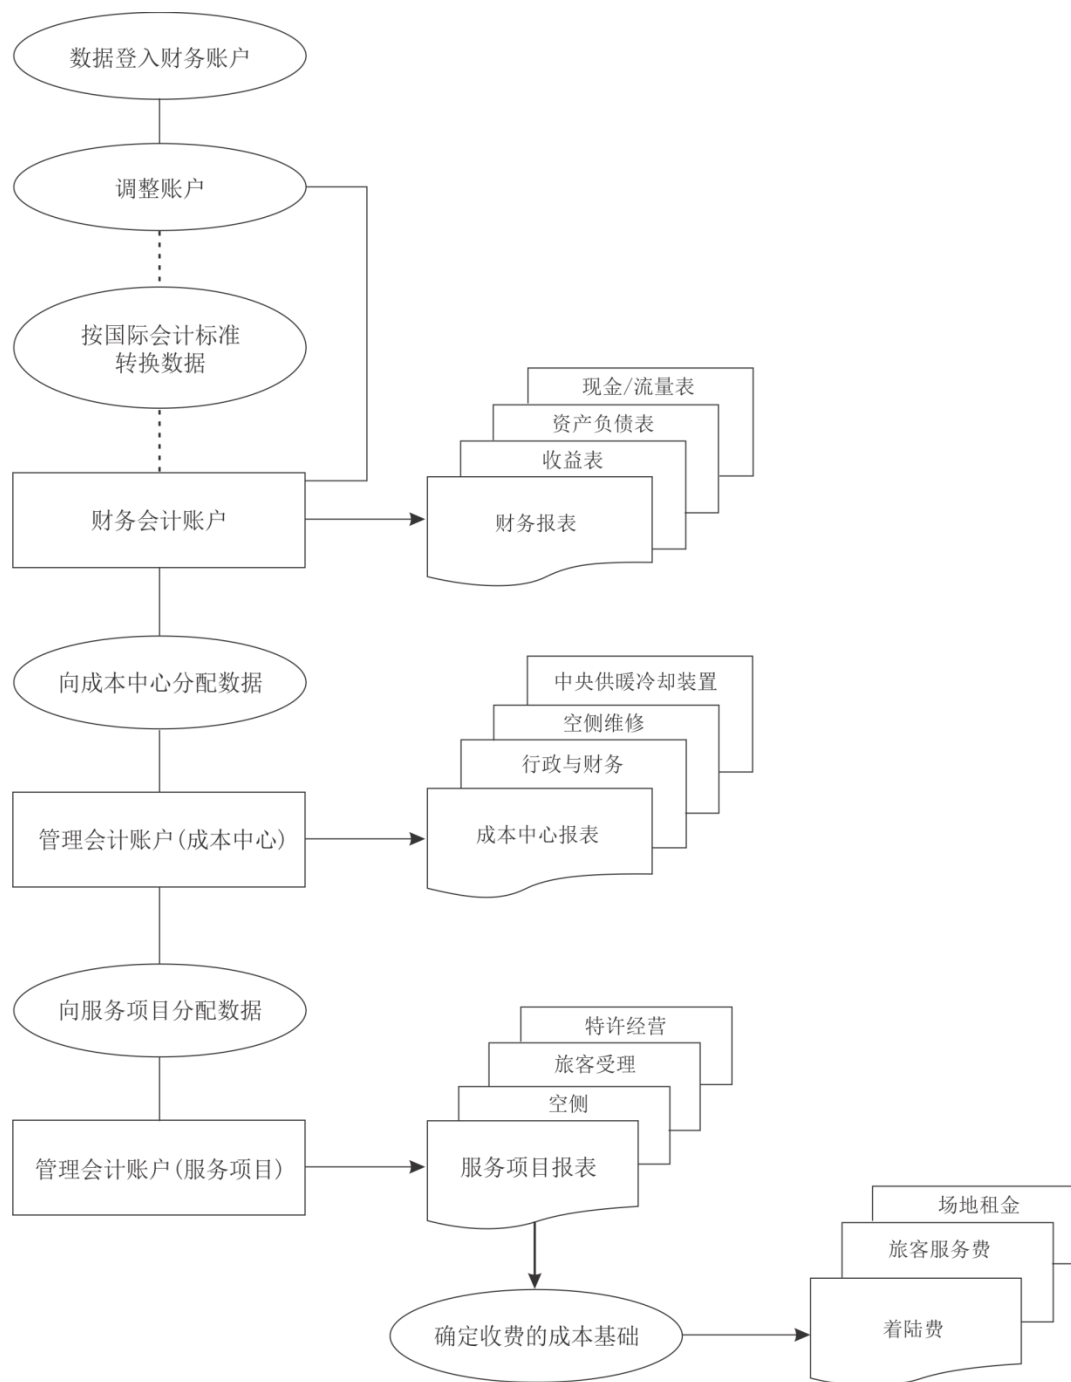 数据登入财务账户
调整账户
按国际会计标准
转换数据
现金/流量表
资产负债表
收益表
财务会计账户
财务报表
向成本中心分配数据
中央供暖冷却装置
空侧维修
行政与财务
管理会计账户(成本中心)
成本中心报表
向服务项目分配数据
特许经营
旅客受理
空侧
管理会计账户(服务项目)
服务项目报表
场地租金
旅客服务费
确定收费的成本基础
着陆费